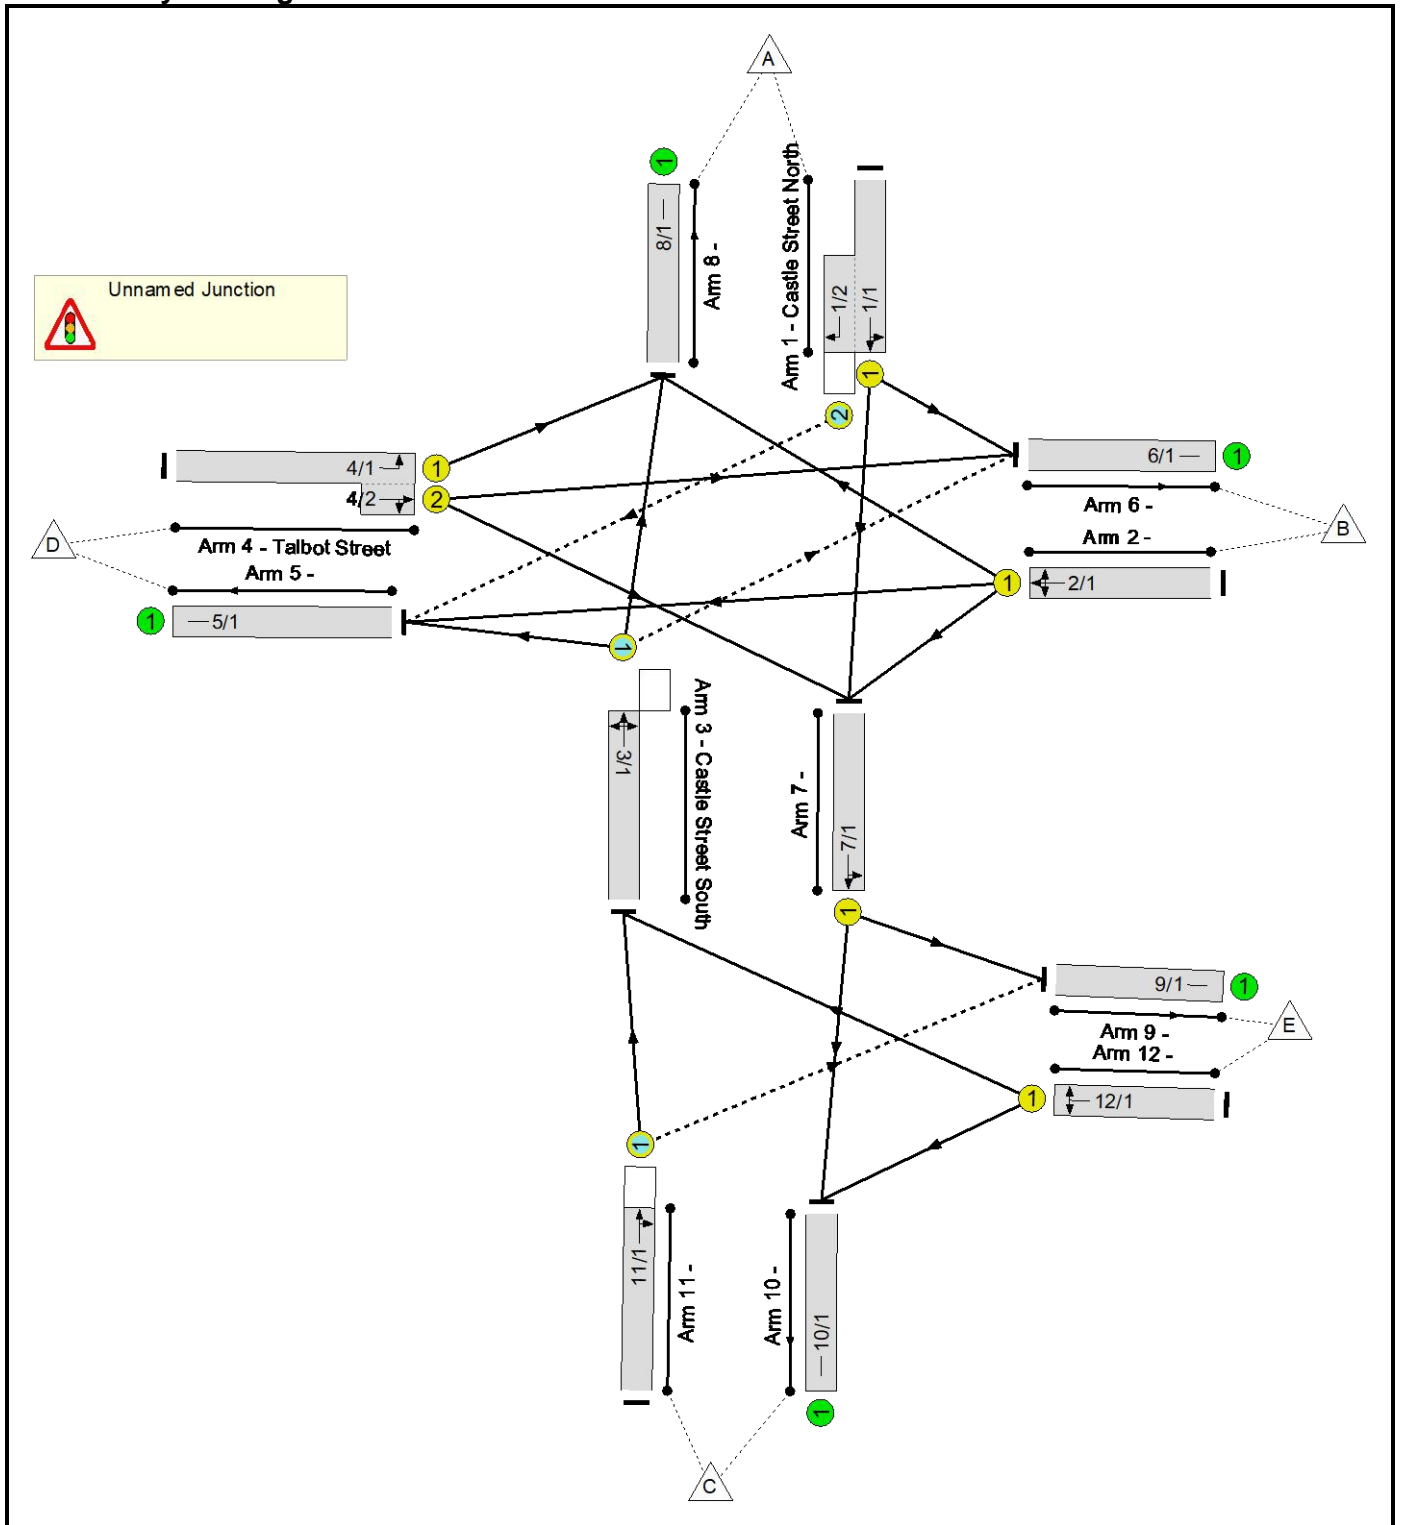 A
1
8/1
Arm 8 -
Arm 1 - Castle Street North
1/2
1/1
Unnamed Junction
1
2
4/1
1
4/2
2
6/1
1
Arm 6 -
Arm 2 -
B
D
Arm 4 - Talbot Street
Arm 5 -
1
2/1
1
5/1
1
3/1
Arm 3 - Castle Street South
Arm 7 -
7/1
1
9/1
1
Arm 9 -
Arm 12 -
E
1
12/1
1
11/1
Arm 11 -
Arm 10 -
10/1
1
C